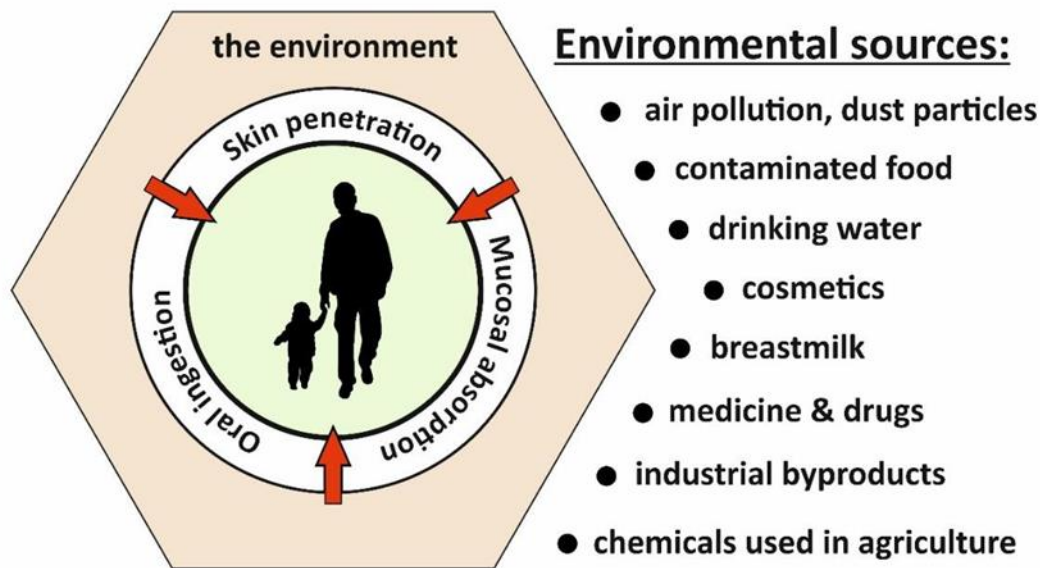 the environment
Skin penetration
Mucosal absorption
Oral ingestion
Environmental sources:
● air pollution, dust particles
● contaminated food
● drinking water
● cosmetics
● breastmilk
● medicine & drugs
● industrial byproducts
● chemicals used in agriculture